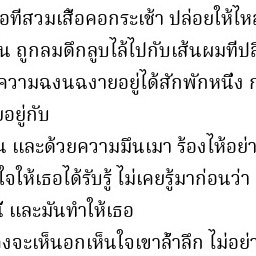 ที่สวมเสื้อคอกระเช้า ปล่อยให้ไหล
น ถูกลมดึกลูบไล้ไปกับเส้นผมที่ปลิ
ความฉงนฉงายอยู่ได้สักพักหนึ่ง ก
อยู่กับ
น และด้วยความมึนเมา ร้องไห้อย่า
ใจให้เธอได้รับรู้ ไม่เคยรู้มาก่อนว่า
และมันทำให้เธอ
งจะเห็นอกเห็นใจเขาล้ำลึก ไม่อย่า